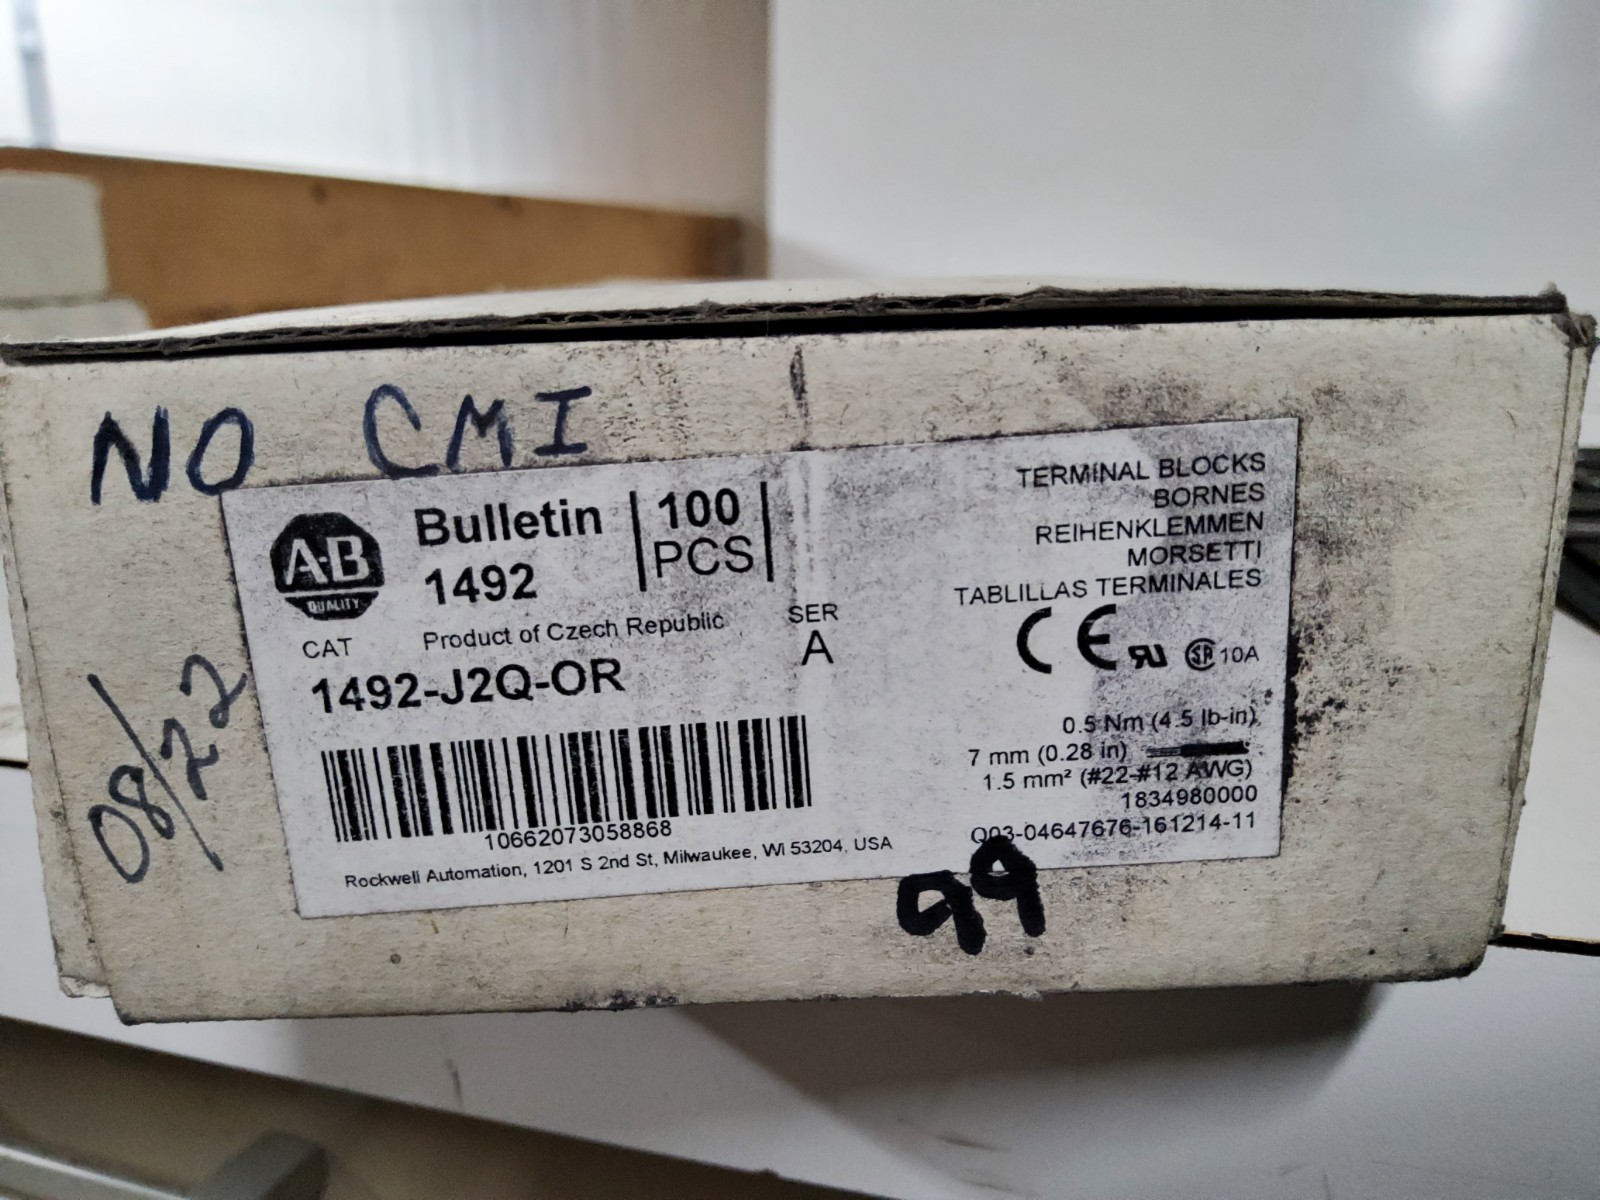 NO CMI
A-B
QUALITY
Bulletin
1492
100
PCS
TERMINAL BLOCKS
BORNES
REIHENKLEMMEN
MORSETTI
TABLILLAS TERMINALES
CAT
Product of Czech Republic
SER
A
1492-J2Q-OR
CE
RU
SA
10A
0.5 Nm (4.5 lb-in)
7 mm (0.28 in)
1.5 mm² (#22-#12 AWG)
1834980000
Q03-04647676-161214-11
10662073058868
Rockwell Automation, 1201 S 2nd St, Milwaukee, WI 53204, USA
08/22
99